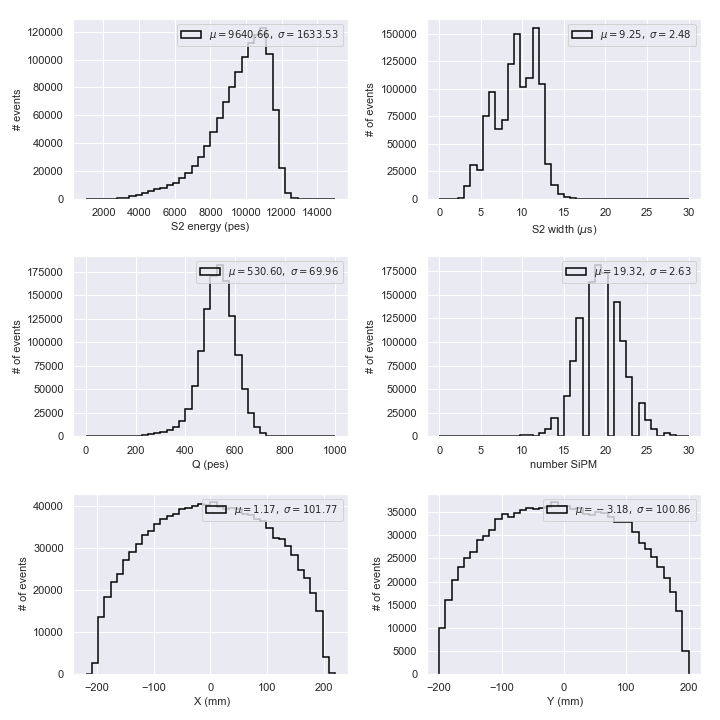 μ = 9640.66, σ = 1633.53
# events
120000
100000
80000
60000
40000
20000
0
2000 4000 6000 8000 10000 12000 14000
S2 energy (pes)
μ = 9.25, σ = 2.48
# of events
150000
125000
100000
75000
50000
25000
0
0 5 10 15 20 25 30
S2 width (μs)
μ = 530.60, σ = 69.96
# of events
175000
150000
125000
100000
75000
50000
25000
0
0 200 400 600 800 1000
Q (pes)
μ = 19.32, σ = 2.63
# of events
175000
150000
125000
100000
75000
50000
25000
0
0 5 10 15 20 25 30
number SiPM
μ = 1.17, σ = 101.77
# of events
40000
30000
20000
10000
0
−200 −100 0 100 200
X (mm)
μ = −3.18, σ = 100.86
# of events
35000
30000
25000
20000
15000
10000
5000
0
−200 −100 0 100 200
Y (mm)